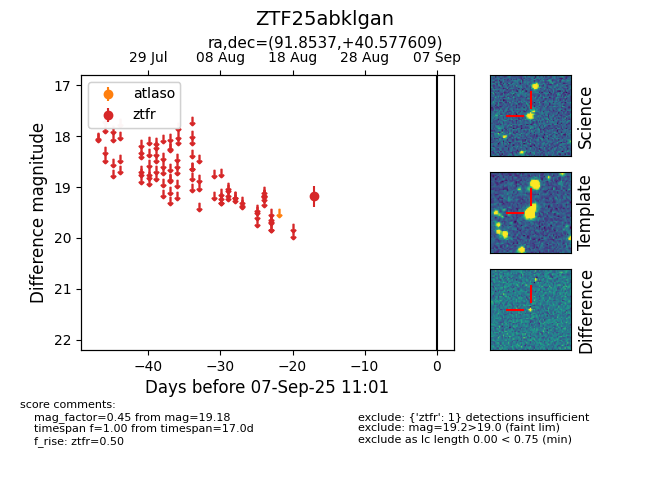 ZTF25abklgan
ra,dec=(91.8537,+40.577609)
29 Jul 08 Aug 18 Aug 28 Aug 07 Sep
atlaso
ztfr
17
18
19
20
21
22
Difference magnitude
−40 −30 −20 −10 0
Days before 07-Sep-25 11:01
Science
Template
Difference
score comments:
mag_factor=0.45 from mag=19.18
timespan f=1.00 from timespan=17.0d
f_rise: ztfr=0.50
exclude: {'ztfr': 1} detections insufficient
exclude: mag=19.2>19.0 (faint lim)
exclude as lc length 0.00 < 0.75 (min)